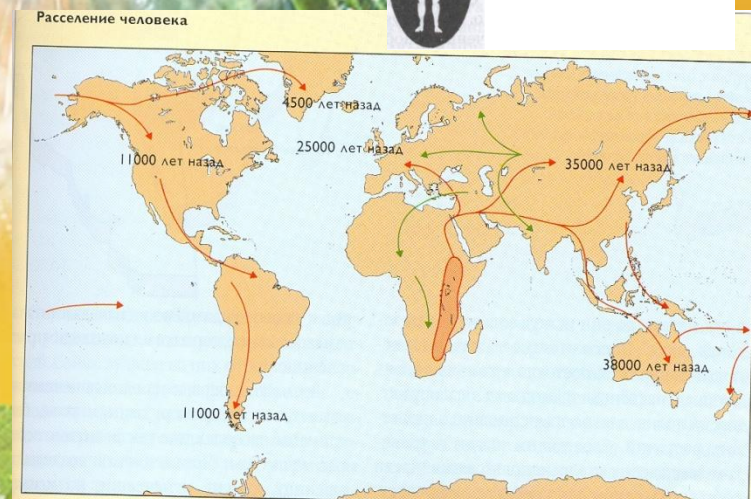 Расселение человека
4500 лет назад
25000 лет назад
11000 лет назад
35000 лет назад
38000 лет назад
11000 лет назад